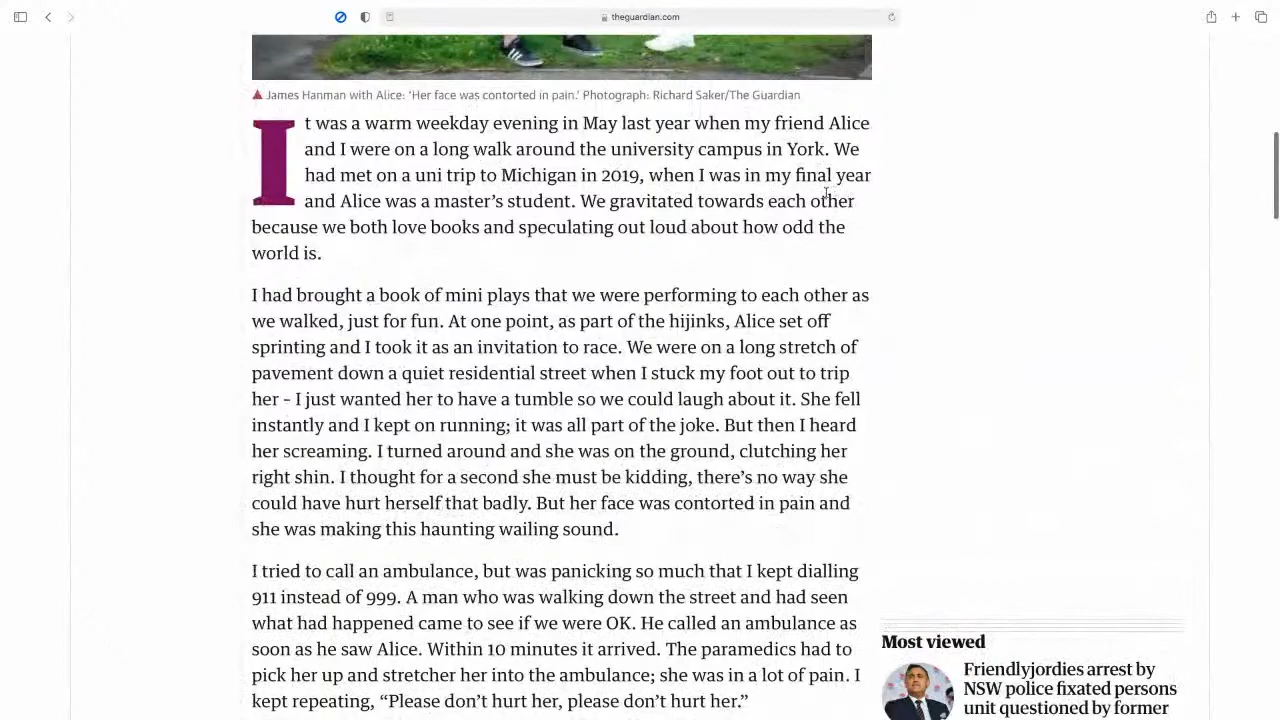 theguardian.com
James Hanman with Alice: ‘Her face was contorted in pain.’ Photograph: Richard Saker/The Guardian
It was a warm weekday evening in May last year when my friend Alice
and I were on a long walk around the university campus in York. We
had met on a uni trip to Michigan in 2019, when I was in my final year
and Alice was a master’s student. We gravitated towards each other
because we both love books and speculating out loud about how odd the
world is.
I had brought a book of mini plays that we were performing to each other as
we walked, just for fun. At one point, as part of the hijinks, Alice set off
sprinting and I took it as an invitation to race. We were on a long stretch of
pavement down a quiet residential street when I stuck my foot out to trip
her – I just wanted her to have a tumble so we could laugh about it. She fell
instantly and I kept on running; it was all part of the joke. But then I heard
her screaming. I turned around and she was on the ground, clutching her
right shin. I thought for a second she must be kidding, there’s no way she
could have hurt herself that badly. But her face was contorted in pain and
she was making this haunting wailing sound.
I tried to call an ambulance, but was panicking so much that I kept dialling
911 instead of 999. A man who was walking down the street and had seen
what had happened came to see if we were OK. He called an ambulance as
soon as he saw Alice. Within 10 minutes it arrived. The paramedics had to
pick her up and stretcher her into the ambulance; she was in a lot of pain. I
kept repeating, “Please don’t hurt her, please don’t hurt her.”
Most viewed
Friendlyjordies arrest by
NSW police fixated persons
unit questioned by former